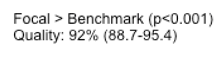 Focal > Benchmark (p<0.001)
Quality: 92% (88.7-95.4)